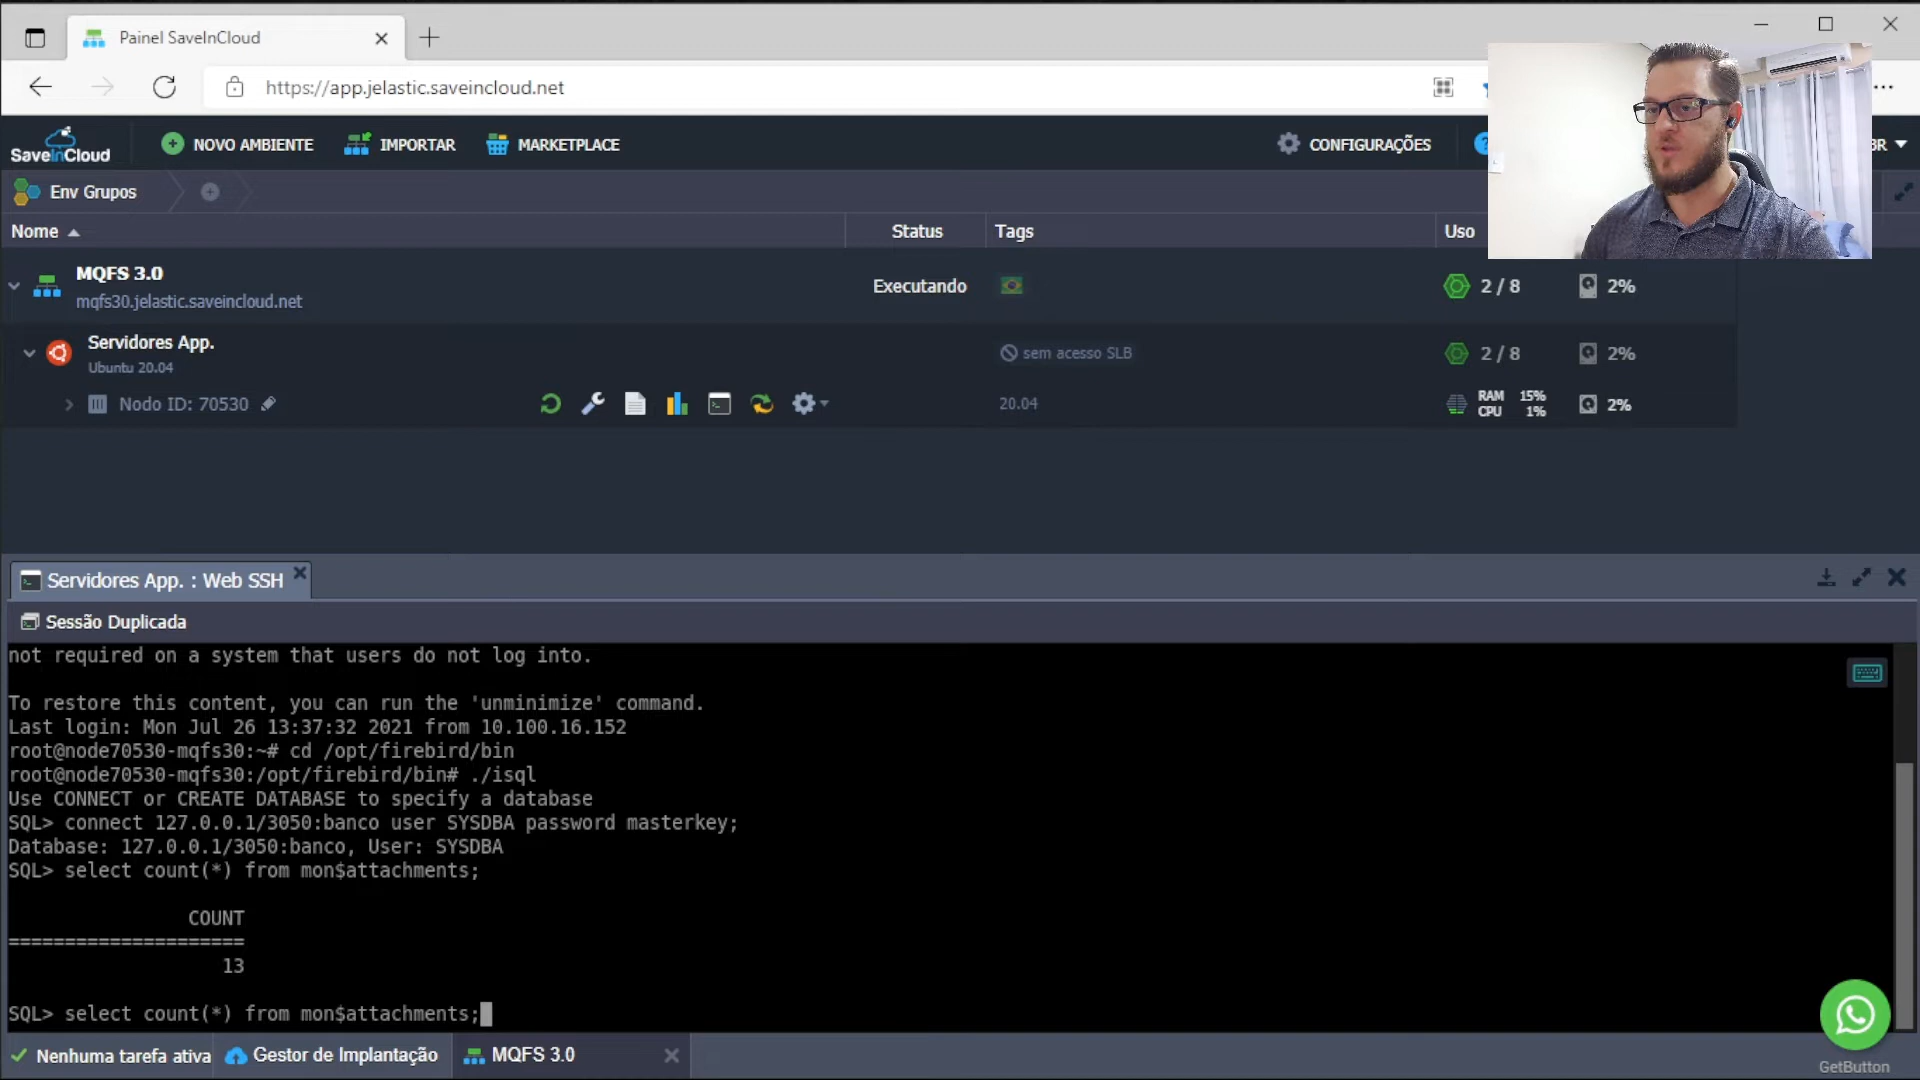 Painel SaveInCloud
https://app.jelastic.saveincloud.net
SaveInCloud
NOVO AMBIENTE
IMPORTAR
MARKETPLACE
CONFIGURAÇÕES
BR
Env Grupos
Nome
Status
Tags
Uso
MQFS 3.0
mqfs30.jelastic.saveincloud.net
Executando
2 / 8
2%
Servidores App.
Ubuntu 20.04
sem acesso SLB
2 / 8
2%
Nodo ID: 70530
20.04
RAM 15%
CPU 1%
2%
Servidores App. : Web SSH
Sessão Duplicada
not required on a system that users do not log into.
To restore this content, you can run the 'unminimize' command.
Last login: Mon Jul 26 13:37:32 2021 from 10.100.16.152
root@node70530-mqfs30:~# cd /opt/firebird/bin
root@node70530-mqfs30:/opt/firebird/bin# ./isql
Use CONNECT or CREATE DATABASE to specify a database
SQL> connect 127.0.0.1/3050:banco user SYSDBA password masterkey;
Database: 127.0.0.1/3050:banco, User: SYSDBA
SQL> select count(*) from mon$attachments;
COUNT
=====================
13
SQL> select count(*) from mon$attachments;
Nenhuma tarefa ativa
Gestor de Implantação
MQFS 3.0
GetButton